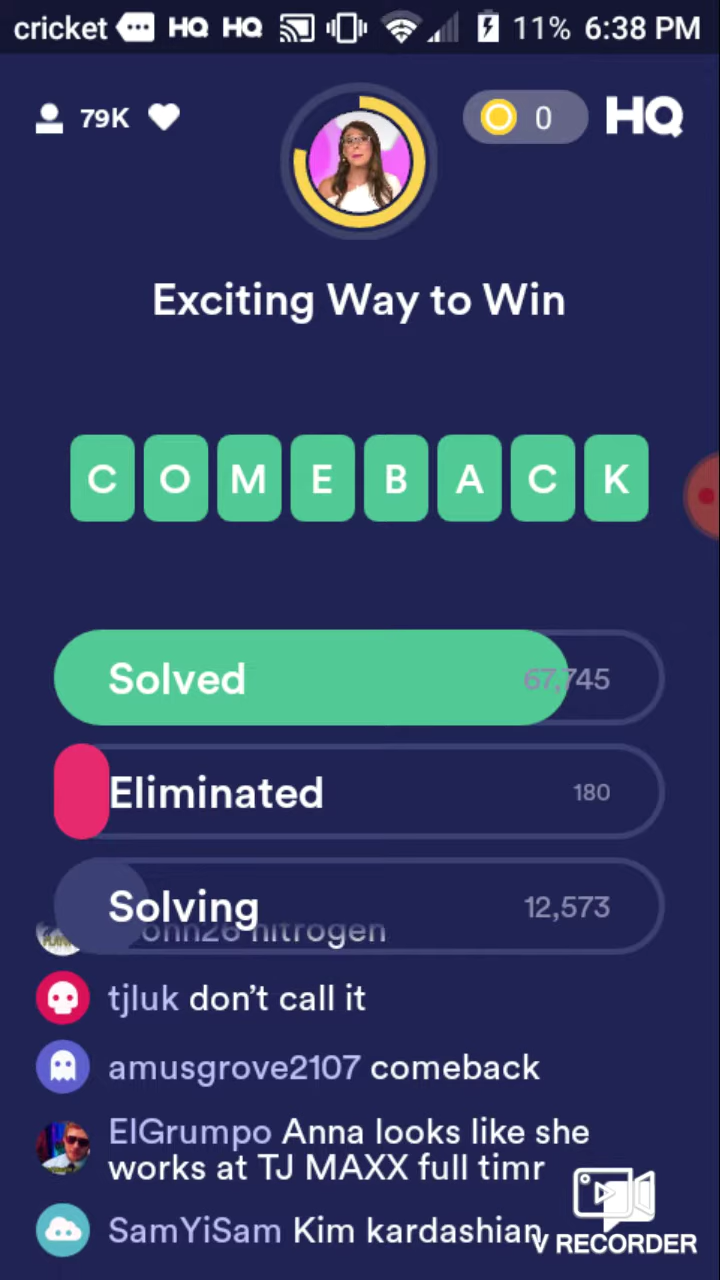 cricket HQ HQ 11% 6:38 PM
79K 0 HQ
Exciting Way to Win
COMEBACK
Solved 67,745
Eliminated 180
Solving 12,573
nitrogen
tjluk don’t call it
amusgrove2107 comeback
ElGrumpo Anna looks like she
works at TJ MAXX full timr
SamYiSam Kim kardashian
V RECORDER